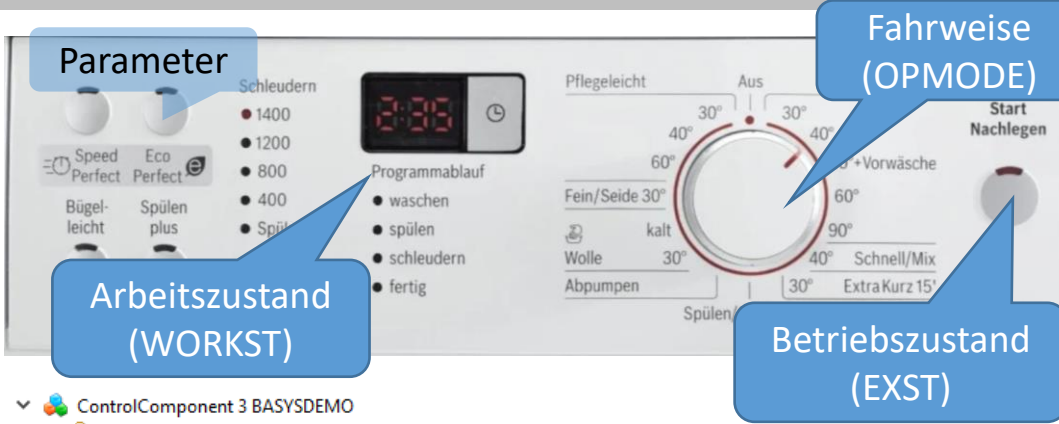 Parameter
Fahrweise
(OPMODE)
Schleudern
1400
1200
800
400
Speed
Perfect
Eco
Perfect
Bügel-
leicht
Spülen
plus
2:35
Programmablauf
waschen
spülen
schleudern
fertig
Pflegeleicht
Aus
30°
40°
60°
Fein/Seide 30°
kalt
Wolle 30°
Abpumpen
30°
40°
+Vorwäsche
60°
90°
40° Schnell/Mix
30° Extra Kurz 15'
Start
Nachlegen
Arbeitszustand
(WORKST)
Betriebszustand
(EXST)
ControlComponent 3 BASYSDEMO